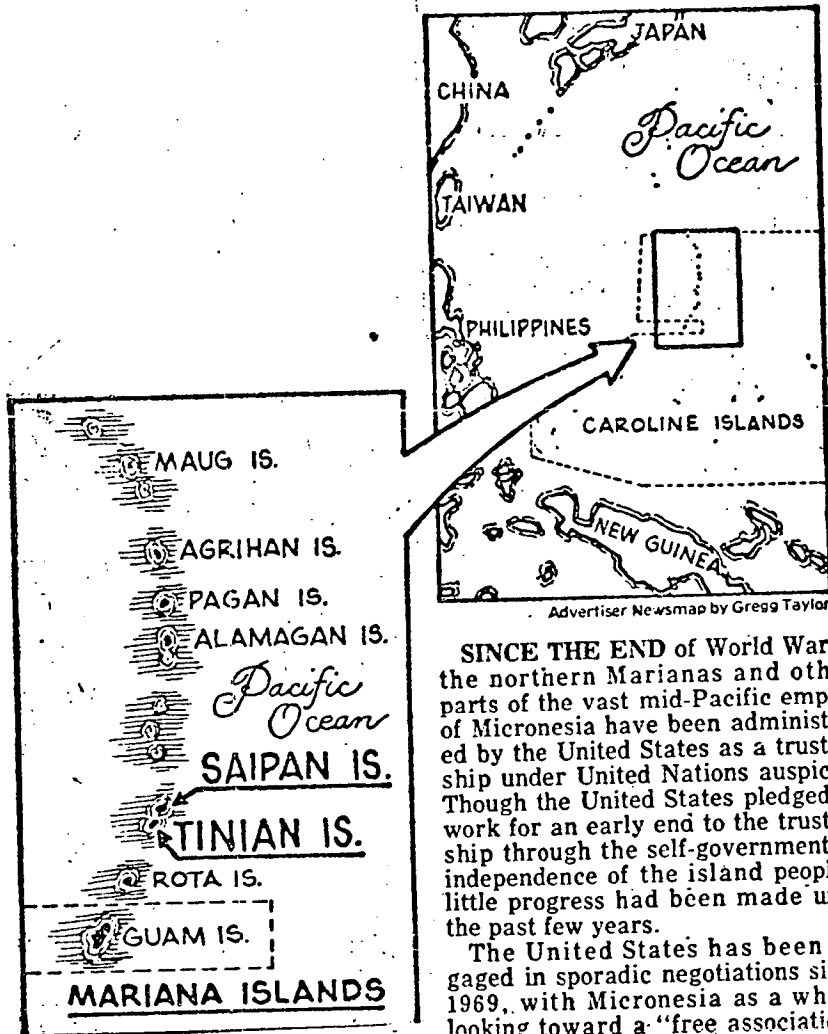 JAPAN
CHINA
Pacific
Ocean
TAIWAN
PHILIPPINES
CAROLINE ISLANDS
NEW GUINEA
Advertiser Newsmap by Gregg Taylor
MAUG IS.
AGRIHAN IS.
PAGAN IS.
ALAMAGAN IS.
Pacific
Ocean
SAIPAN IS.
TINIAN IS.
ROTA IS.
GUAM IS.
MARIANA ISLANDS
SINCE THE END of World War
the northern Marianas and oth
parts of the vast mid-Pacific emp
of Micronesia have been administ
ed by the United States as a trust
ship under United Nations auspic
Though the United States pledged
work for an early end to the trust
ship through the self-government
independence of the island peopl
little progress had been made u
the past few years.
The United States has been
gaged in sporadic negotiations si
1969, with Micronesia as a wh
looking toward a "free associati